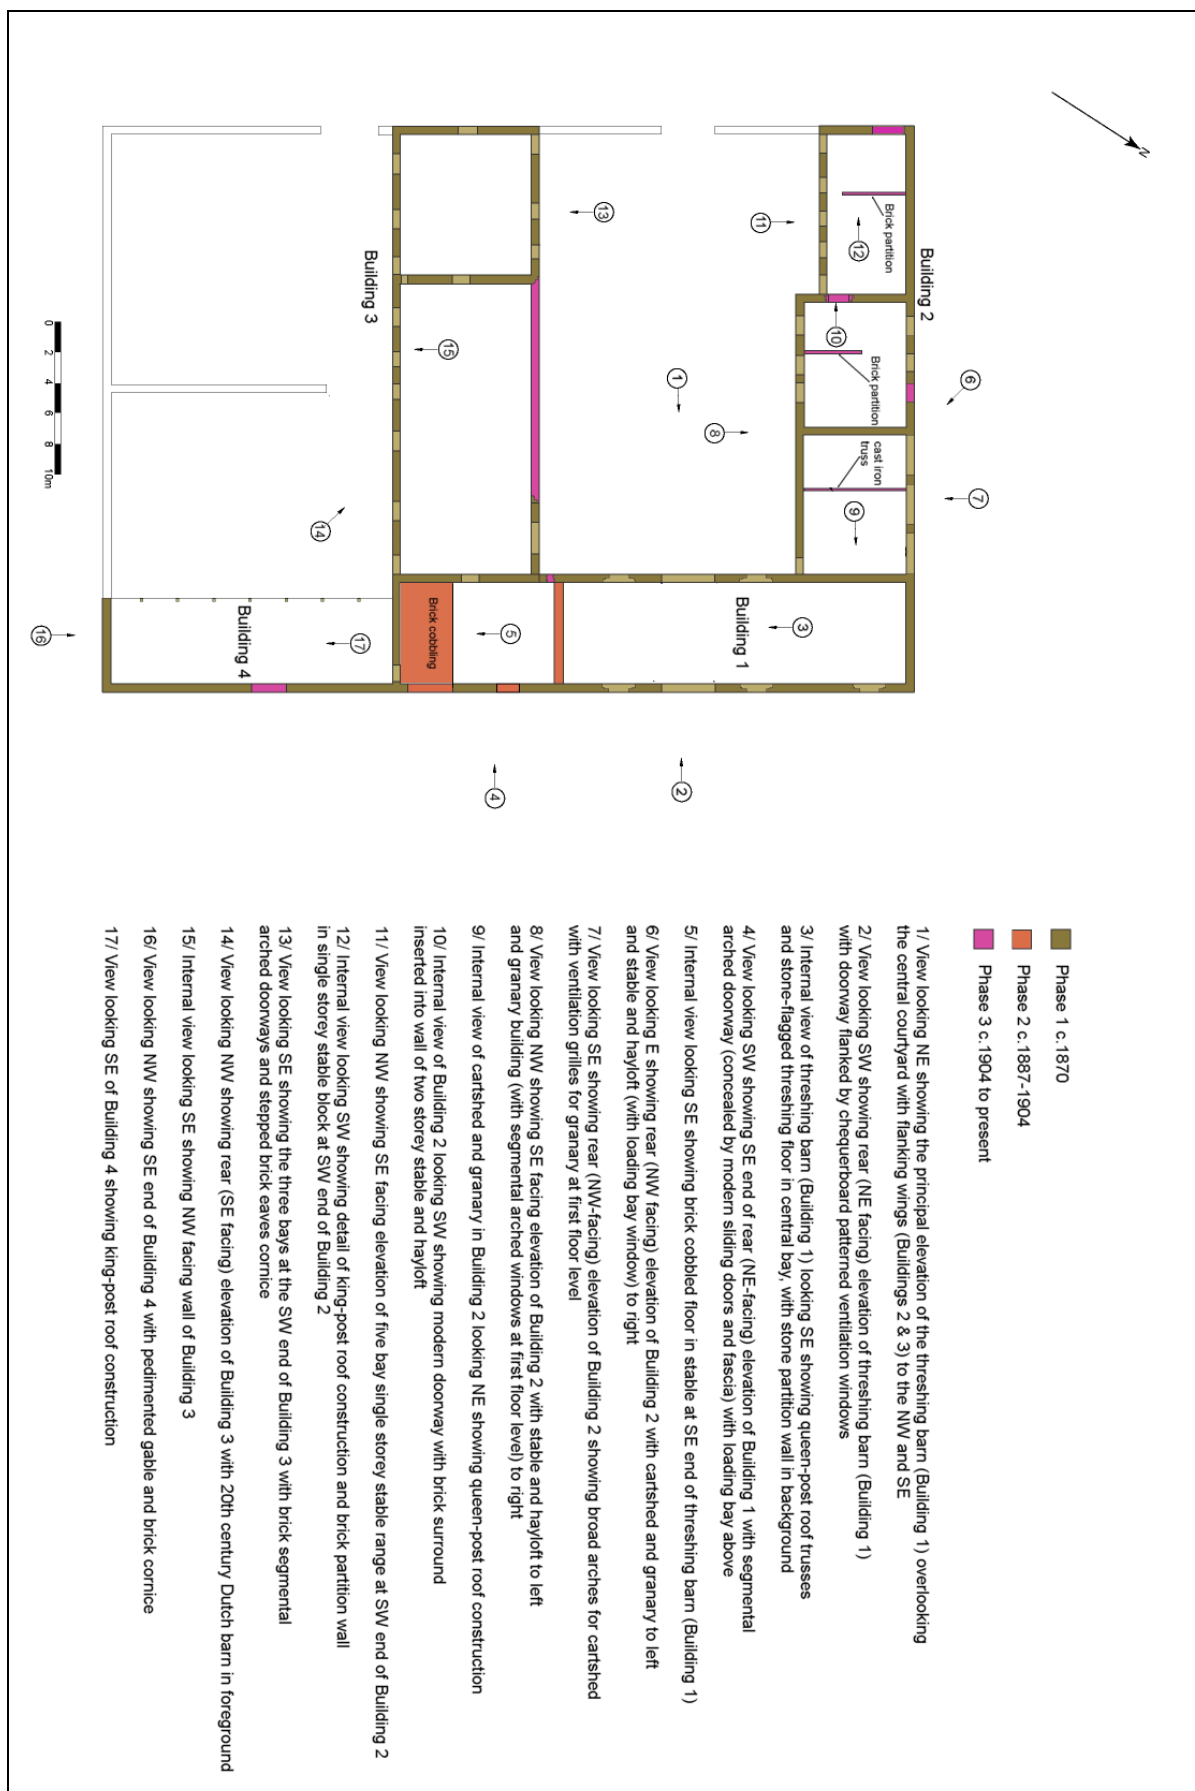 N
Building 2
Brick partition
12
11
10
Brick partition
6
cast iron
truss
7
9
13
1
8
Building 3
15
14
0 2 4 6 8 10m
Building 1
3
5
Brick cobbling
Building 4
17
16
2
4
Phase 1 c.1870
Phase 2 c.1887-1904
Phase 3 c.1904 to present
1/ View looking NE showing the principal elevation of the threshing barn (Building 1) overlooking
the central courtyard with flanking wings (Buildings 2 & 3) to the NW and SE
2/ View looking SW showing rear (NE facing) elevation of threshing barn (Building 1)
with doorway flanked by chequerboard patterned ventilation windows
3/ Internal view of threshing barn (Building 1) looking SE showing queen-post roof trusses
and stone-flagged threshing floor in central bay, with stone partition wall in background
4/ View looking SW showing SE end of rear (NE-facing) elevation of Building 1 with segmental
arched doorway (concealed by modern sliding doors and fascia) with loading bay above
5/ Internal view looking SE showing brick cobbled floor in stable at SE end of threshing barn (Building 1)
6/ View looking E showing rear (NW facing) elevation of Building 2 with cartshed and granary to left
and stable and hayloft (with loading bay window) to right
7/ View looking SE showing rear (NW-facing) elevation of Building 2 showing broad arches for cartshed
with ventilation grilles for granary at first floor level
8/ View looking NW showing SE facing elevation of Building 2 with stable and hayloft to left
and granary building (with segmental arched windows at first floor level) to right
9/ Internal view of cartshed and granary in Building 2 looking NE showing queen-post roof construction
10/ Internal view of Building 2 looking SW showing modern doorway with brick surround
inserted into wall of two storey stable and hayloft
11/ View looking NW showing SE facing elevation of five bay single storey stable range at SW end of Building 2
12/ Internal view looking SW showing detail of king-post roof construction and brick partition wall
in single storey stable block at SW end of Building 2
13/ View looking SE showing the three bays at the SW end of Building 3 with brick segmental
arched doorways and stepped brick eaves cornice
14/ View looking NW showing rear (SE facing) elevation of Building 3 with 20th century Dutch barn in foreground
15/ Internal view looking SE showing NW facing wall of Building 3
16/ View looking NW showing SE end of Building 4 with pedimented gable and brick cornice
17/ View looking SE of Building 4 showing king-post roof construction